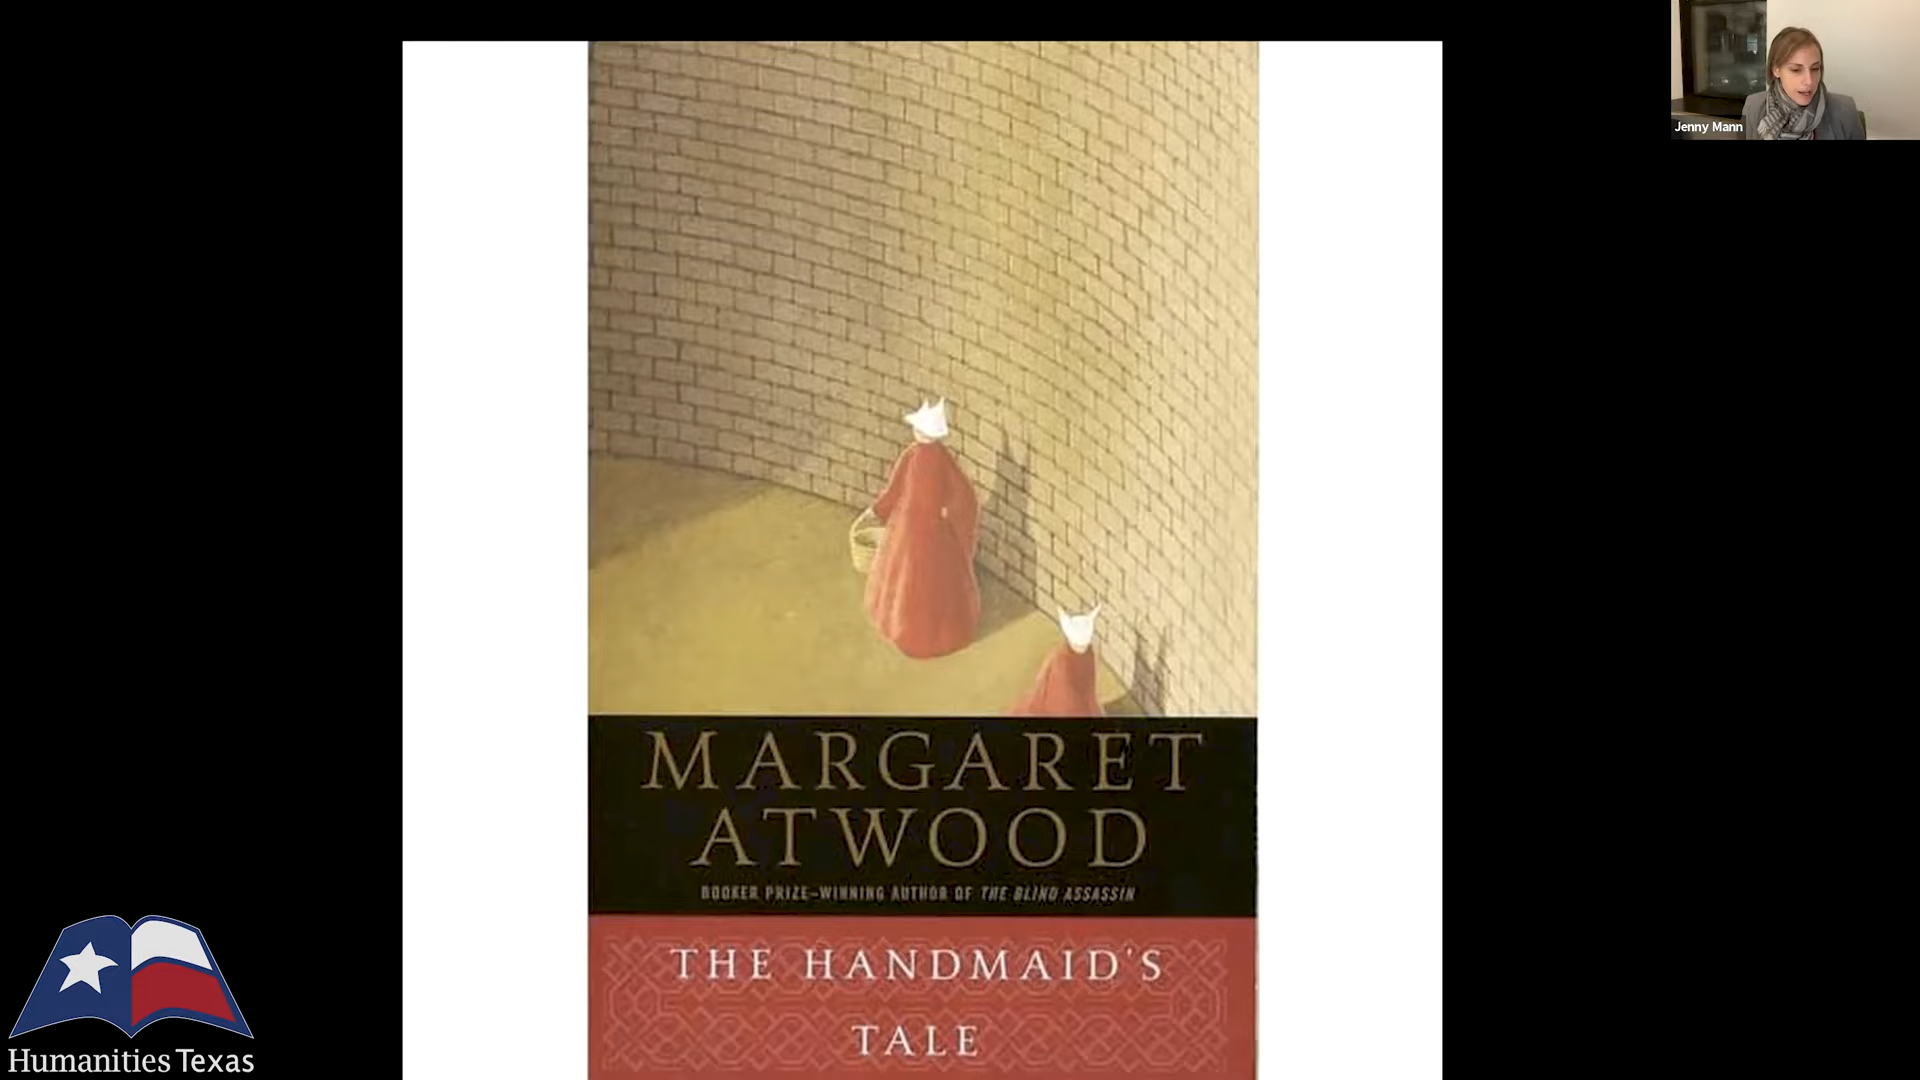 Jenny Mann
MARGARET
ATWOOD
BOOKER PRIZE–WINNING AUTHOR OF THE BLIND ASSASSIN
THE HANDMAID'S
TALE
Humanities Texas